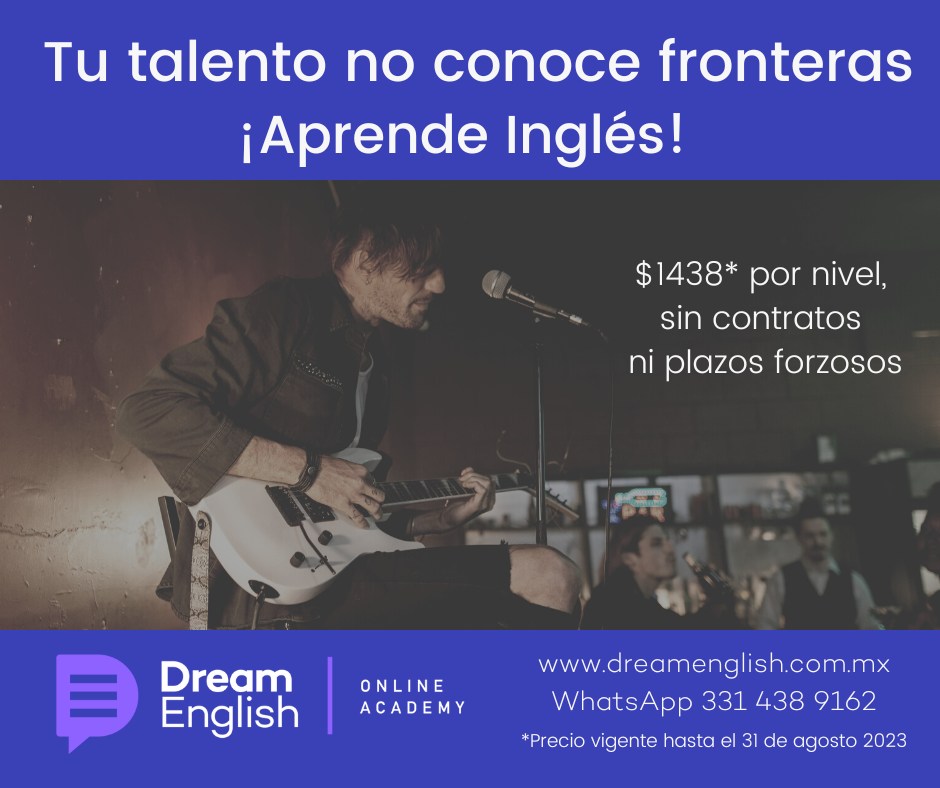 Tu talento no conoce fronteras
¡Aprende Inglés!
$1438* por nivel,
sin contratos
ni plazos forzosos
Dream
English
ONLINE
ACADEMY
www.dreamenglish.com.mx
WhatsApp 331 438 9162
*Precio vigente hasta el 31 de agosto 2023